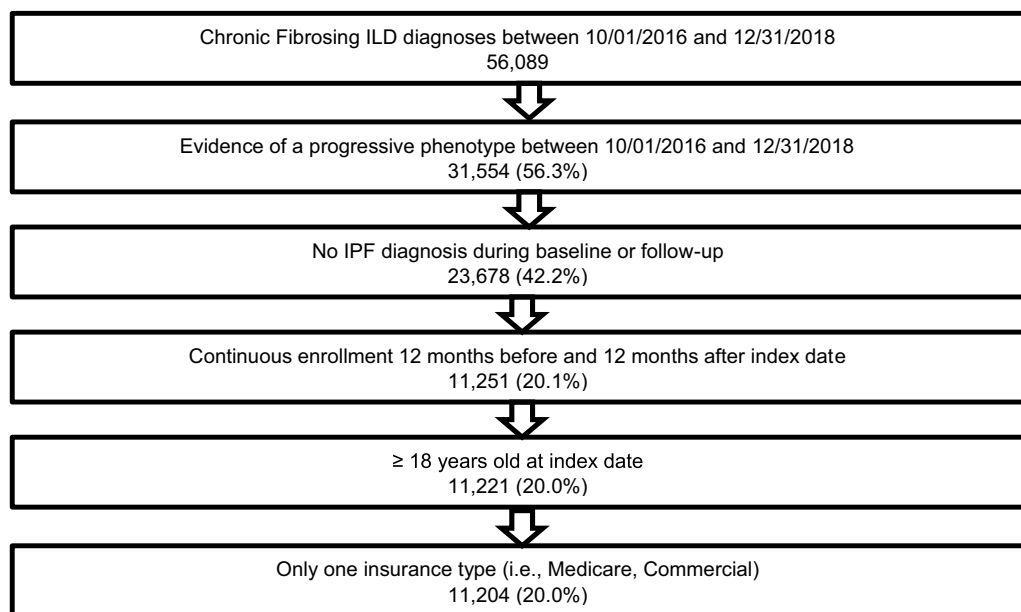 Chronic Fibrosing ILD diagnoses between 10/01/2016 and 12/31/2018
56,089
Evidence of a progressive phenotype between 10/01/2016 and 12/31/2018
31,554 (56.3%)
No IPF diagnosis during baseline or follow-up
23,678 (42.2%)
Continuous enrollment 12 months before and 12 months after index date
11,251 (20.1%)
≥ 18 years old at index date
11,221 (20.0%)
Only one insurance type (i.e., Medicare, Commercial)
11,204 (20.0%)